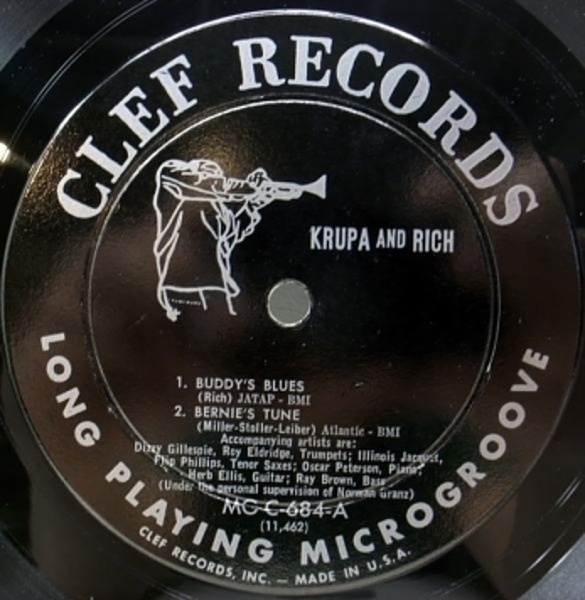 CLEF RECORDS
KRUPA AND RICH
1. BUDDY'S BLUES
(Rich) JATAP - BMI
2. BERNIE'S TUNE
(Miller-Stoller-Leiber) Atlantic - BMI
Accompanying artists are:
Dizzy Gillespie, Roy Eldridge, Trumpets; Illinois Jacquet,
Flip Phillips, Tenor Saxes; Oscar Peterson, Piano;
Herb Ellis, Guitar; Ray Brown, Bass
(Under the personal supervision of Norman Granz)
MG C-684-A
(11,462)
LONG PLAYING MICROGROOVE
CLEF RECORDS, INC. — MADE IN U.S.A.